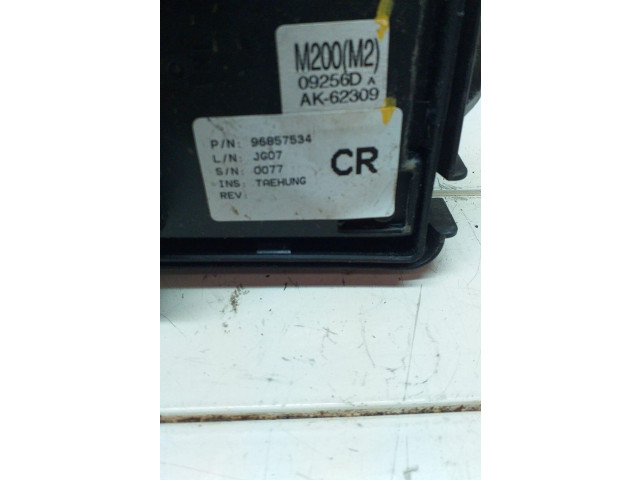 M200(M2)
09256D A
AK-62309
P/N: 96857534
L/N: JG07
S/N: 0077
INS: TAEHUNG
REV:
CR